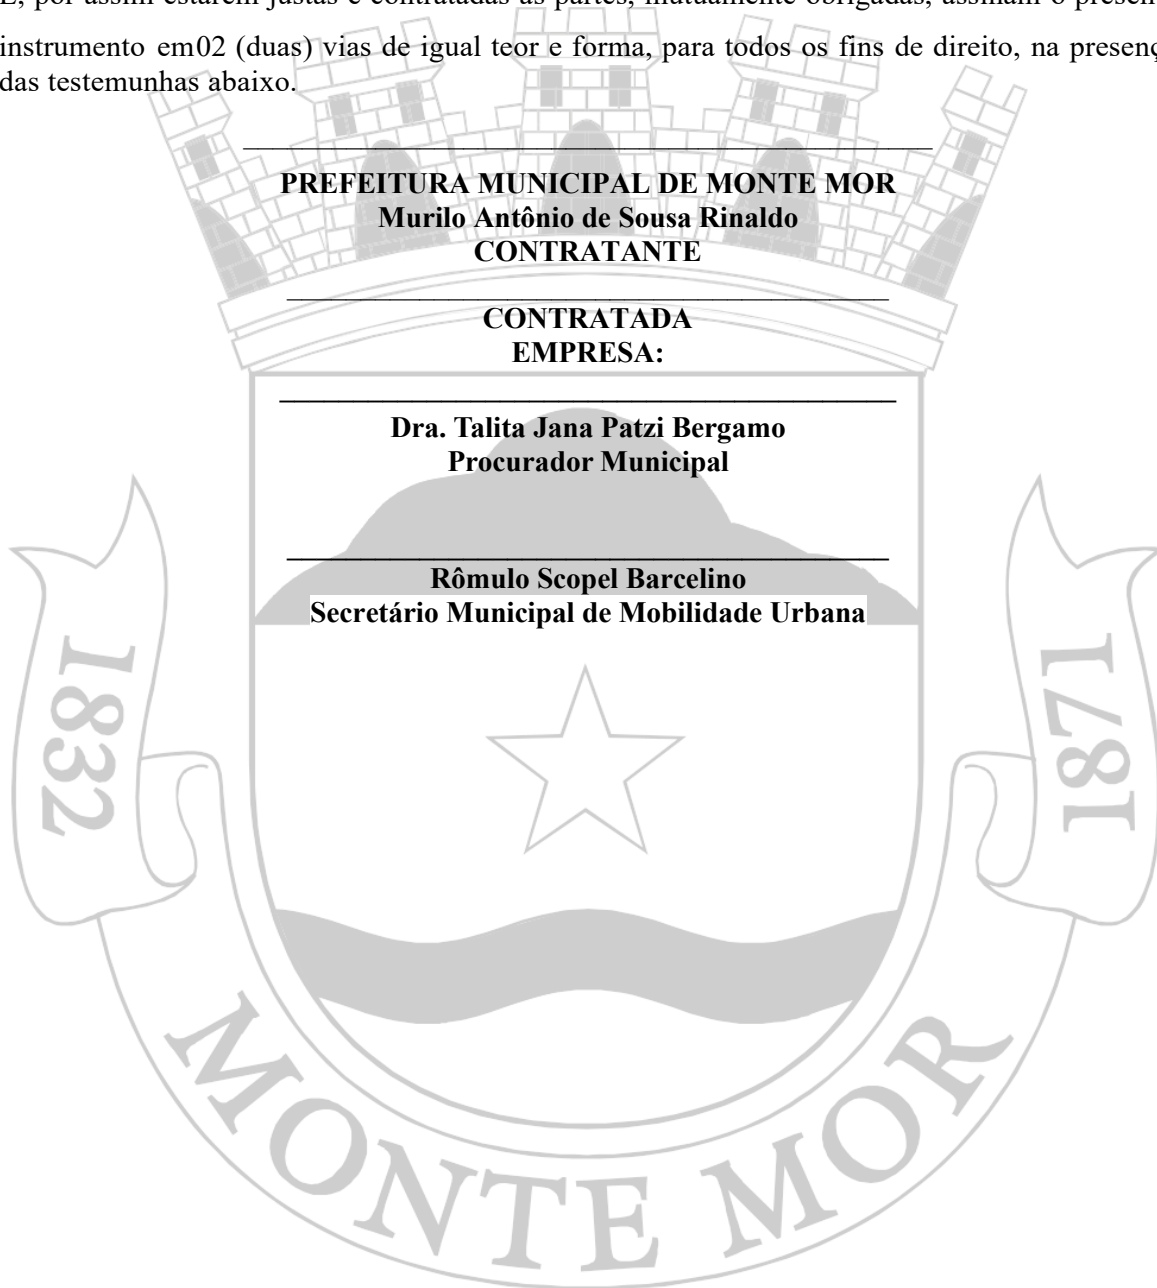 E, por assim estarem justas e contratadas as partes, mutuamente obrigadas, assinam o
instrumento em02 (duas) vias de igual teor e forma, para todos os fins de direito, na
das testemunhas abaixo.
PREFEITURA MUNICIPAL DE MONTE MOR
Murilo Antônio de Sousa Rinaldo
CONTRATANTE
CONTRATADA
EMPRESA:
Dra. Talita Jana Patzi Bergamo
Procurador Municipal
Rômulo Scopel Barcelino
Secretário Municipal de Mobilidade Urbana
1832
1871
MONTE MOR